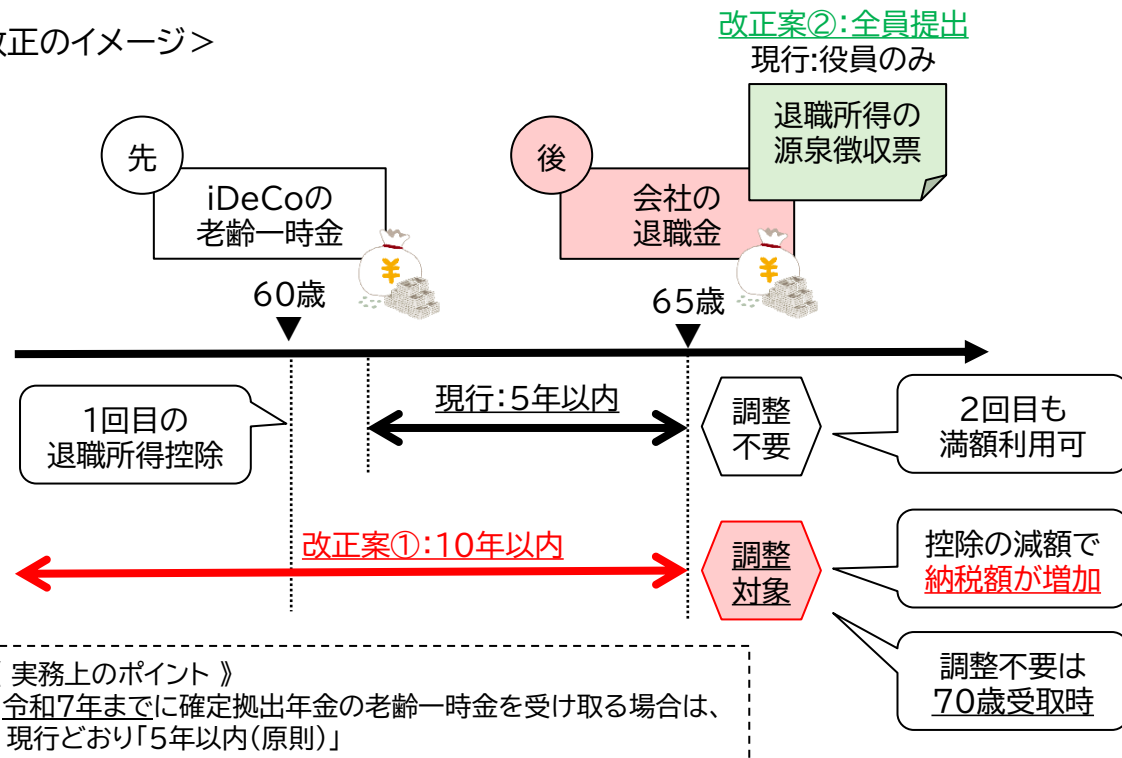 改正のイメージ＞
改正案②：全員提出
現行：役員のみ
退職所得の
源泉徴収票
先
iDeCoの
老齢一時金
後
会社の
退職金
¥
¥
60歳
65歳
1回目の
退職所得控除
現行：5年以内
調整
不要
2回目も
満額利用可
改正案①：10年以内
調整
対象
控除の減額で
納税額が増加
調整不要は
70歳受取時
実務上のポイント 》
令和7年までに確定拠出年金の老齢一時金を受け取る場合は、
現行どおり「5年以内（原則）」